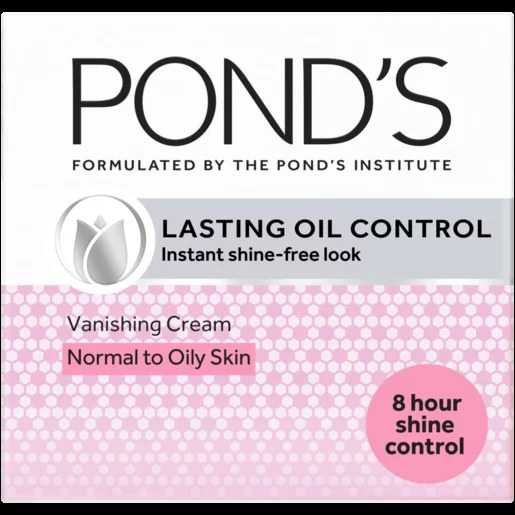 POND'S
FORMULATED BY THE POND'S INSTITUTE
LASTING OIL CONTROL
Instant shine-free look
Vanishing Cream
Normal to Oily Skin
8 hour
shine
control